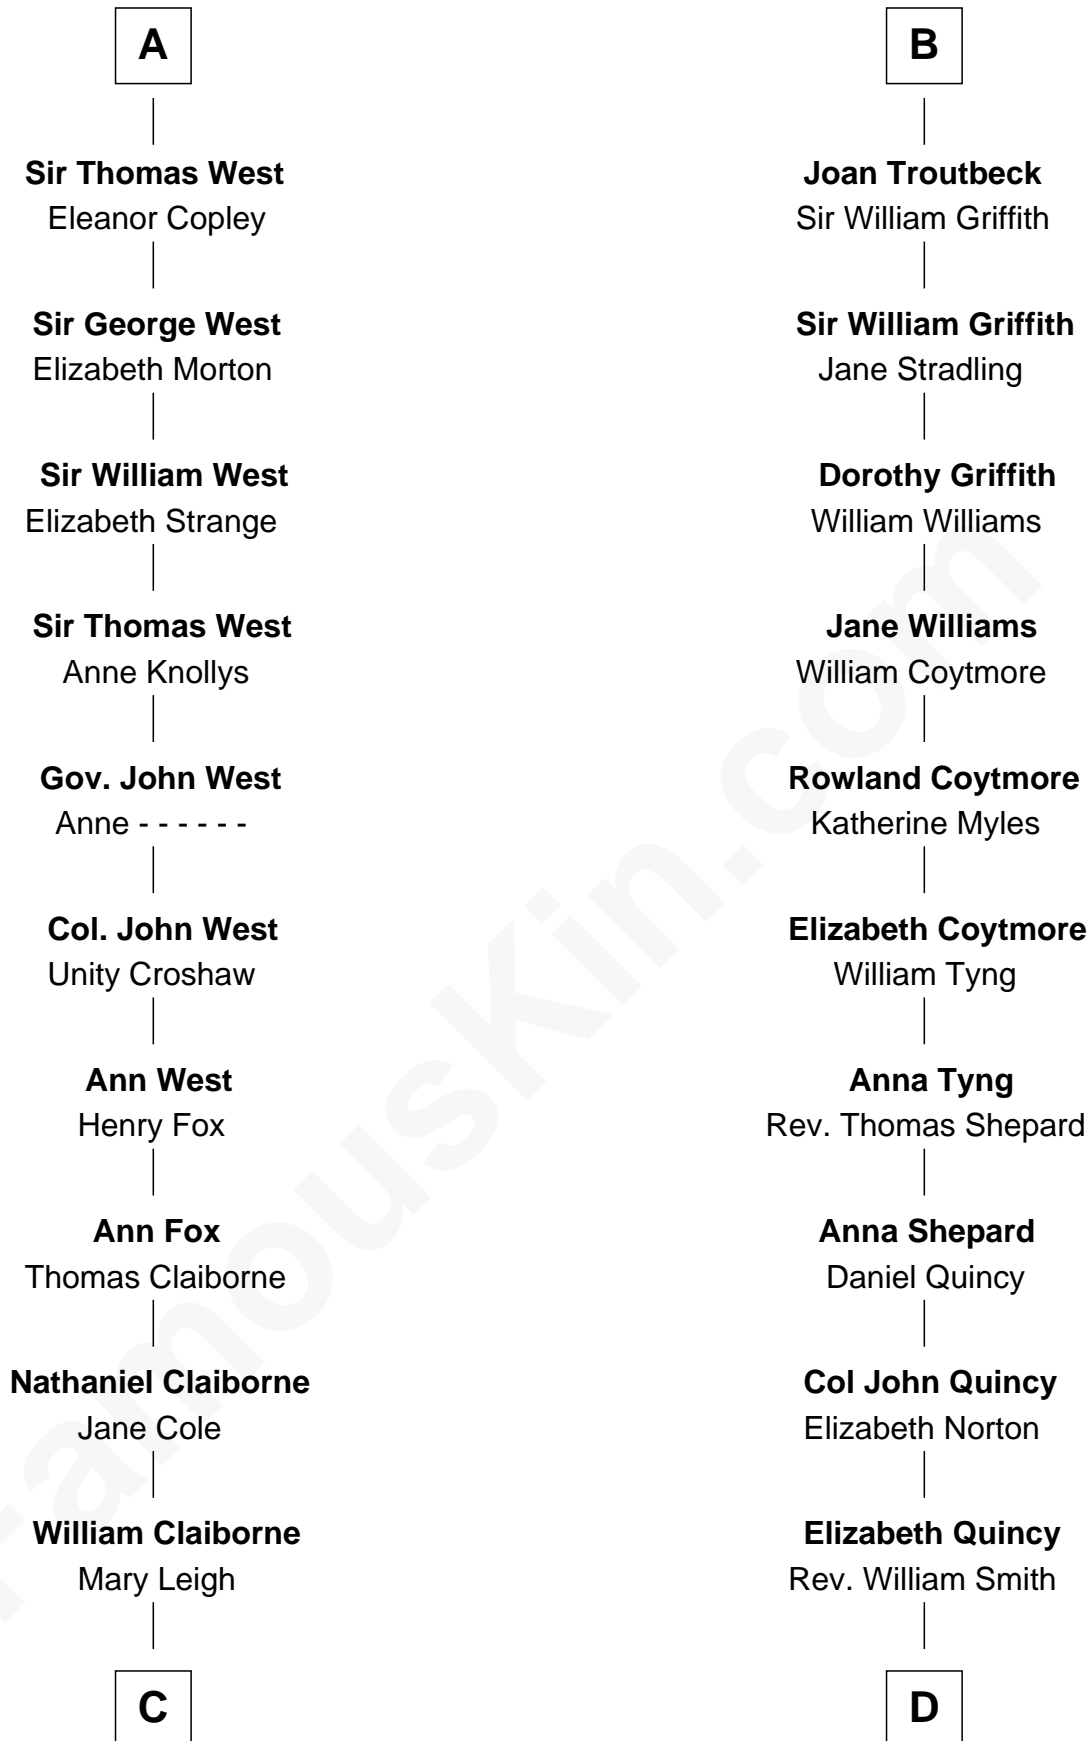 A
Sir Thomas West
Eleanor Copley
Sir George West
Elizabeth Morton
Sir William West
Elizabeth Strange
Sir Thomas West
Anne Knollys
Gov. John West
Anne - - - - - -
Col. John West
Unity Croshaw
Ann West
Henry Fox
Ann Fox
Thomas Claiborne
Nathaniel Claiborne
Jane Cole
William Claiborne
Mary Leigh
C
B
Joan Troutbeck
Sir William Griffith
Sir William Griffith
Jane Stradling
Dorothy Griffith
William Williams
Jane Williams
William Coytmore
Rowland Coytmore
Katherine Myles
Elizabeth Coytmore
William Tyng
Anna Tyng
Rev. Thomas Shepard
Anna Shepard
Daniel Quincy
Col John Quincy
Elizabeth Norton
Elizabeth Quincy
Rev. William Smith
D
FamousKin.com